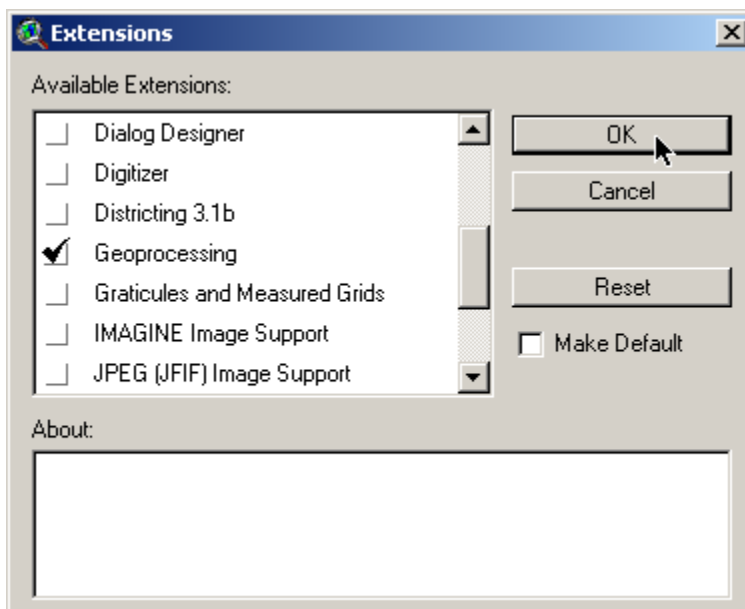 Extensions
Available Extensions:
Dialog Designer
Digitizer
Districting 3.1b
Geoprocessing
Graticules and Measured Grids
IMAGINE Image Support
JPEG (JFIF) Image Support
OK
Cancel
Reset
Make Default
About: